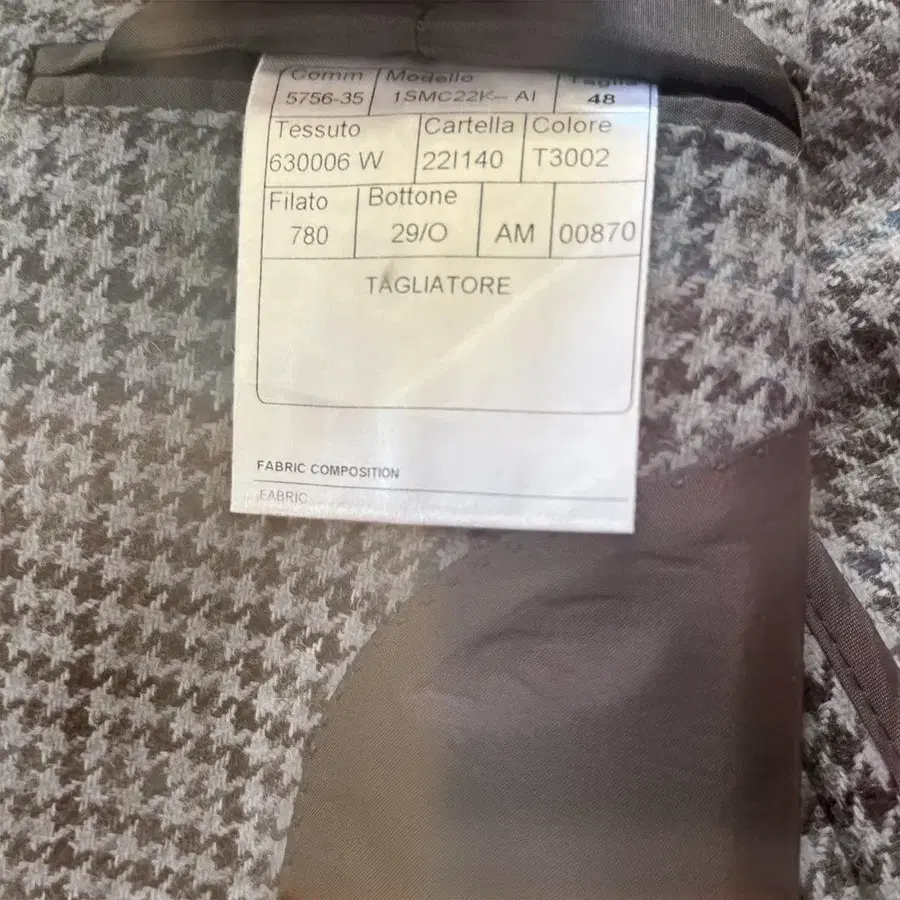 Comm Modello Taglia
5756-35 1SMC22K- AI 48
Tessuto Cartella Colore
630006 W 22I140 T3002
Filato Bottone
780 29/O AM 00870
TAGLIATORE
FABRIC COMPOSITION
FABRIC